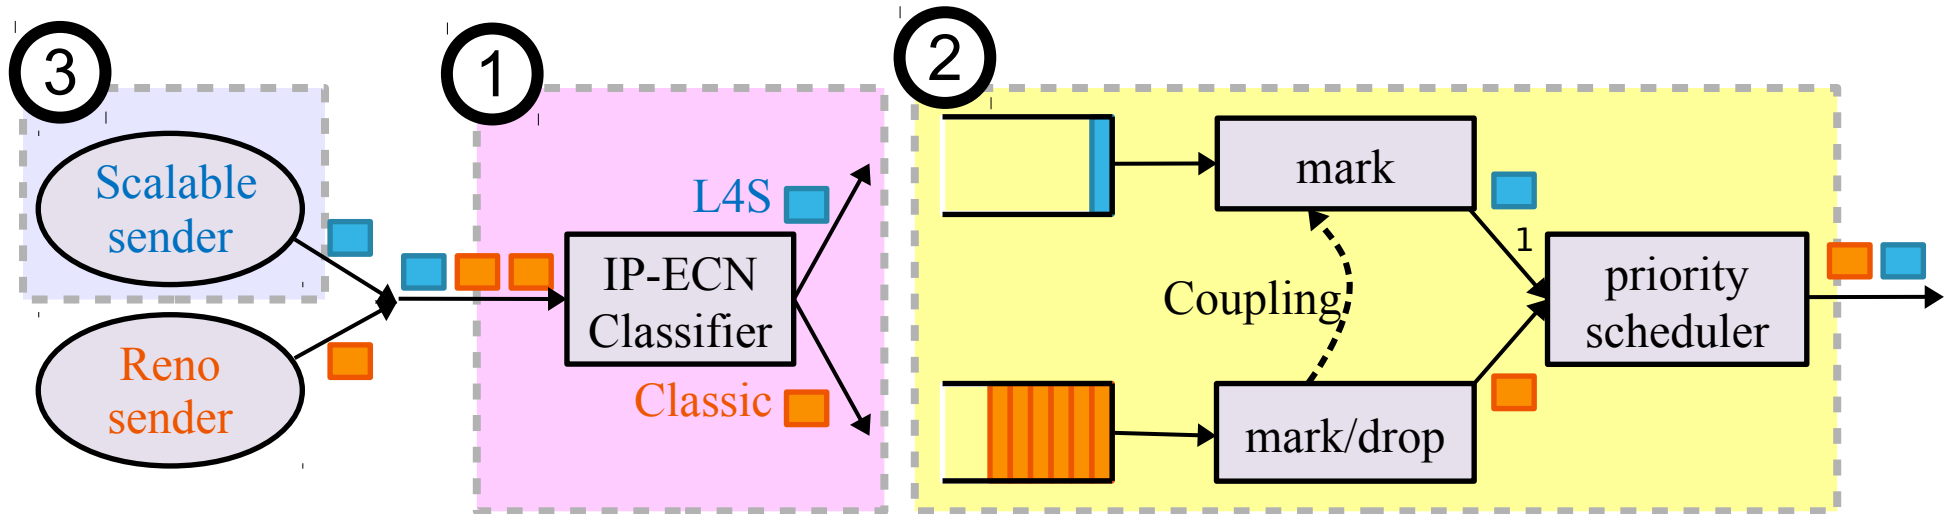 3
1
2
Scalable
sender
Reno
sender
L4S
IP-ECN
Classifier
Classic
mark
Coupling
mark/drop
1
priority
scheduler